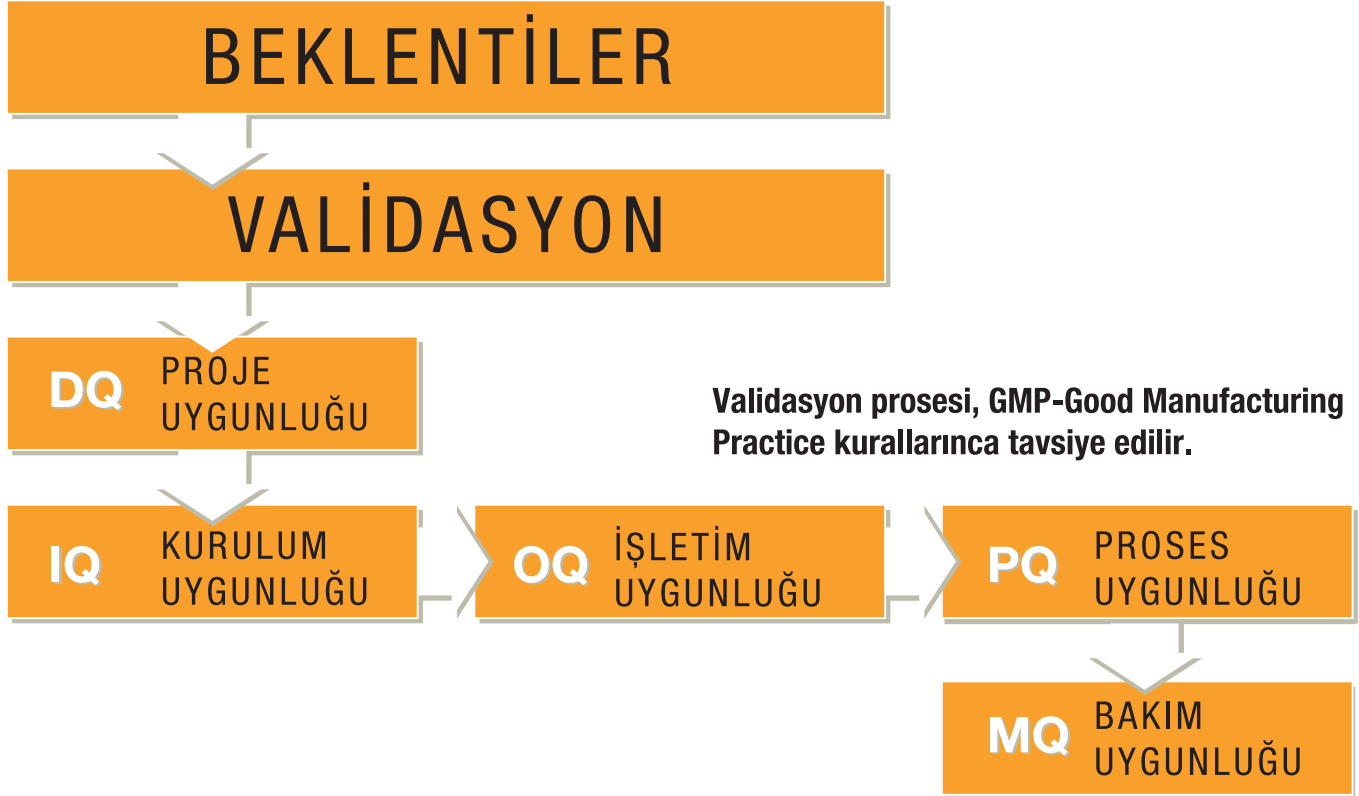 BEKLENTİLER
VALİDASYON
DQ PROJE
UYGUNLUĞU
Validasyon prosesi, GMP-Good Manufacturing
Practice kurallarınca tavsiye edilir.
IQ KURULUM
UYGUNLUĞU
OQ İŞLETİM
UYGUNLUĞU
PQ PROSES
UYGUNLUĞU
MQ BAKIM
UYGUNLUĞU